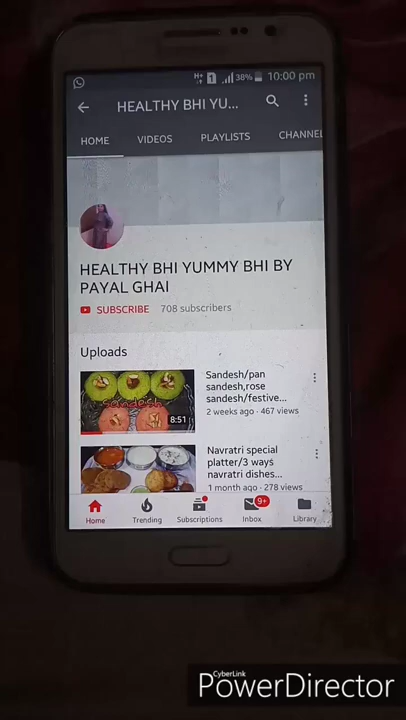 38% 10:00 pm
HEALTHY BHI YU...
HOME VIDEOS PLAYLISTS CHANNEL
HEALTHY BHI YUMMY BHI BY
PAYAL GHAI
SUBSCRIBE 708 subscribers
Uploads
Sandesh/pan
sandesh,rose
sandesh/festive...
2 weeks ago · 467 views
Sandesh
8:51
Navratri special
platter/3 ways
navratri dishes...
1 month ago · 278 views
9+
Home Trending Subscriptions Inbox Library
CyberLink
PowerDirector